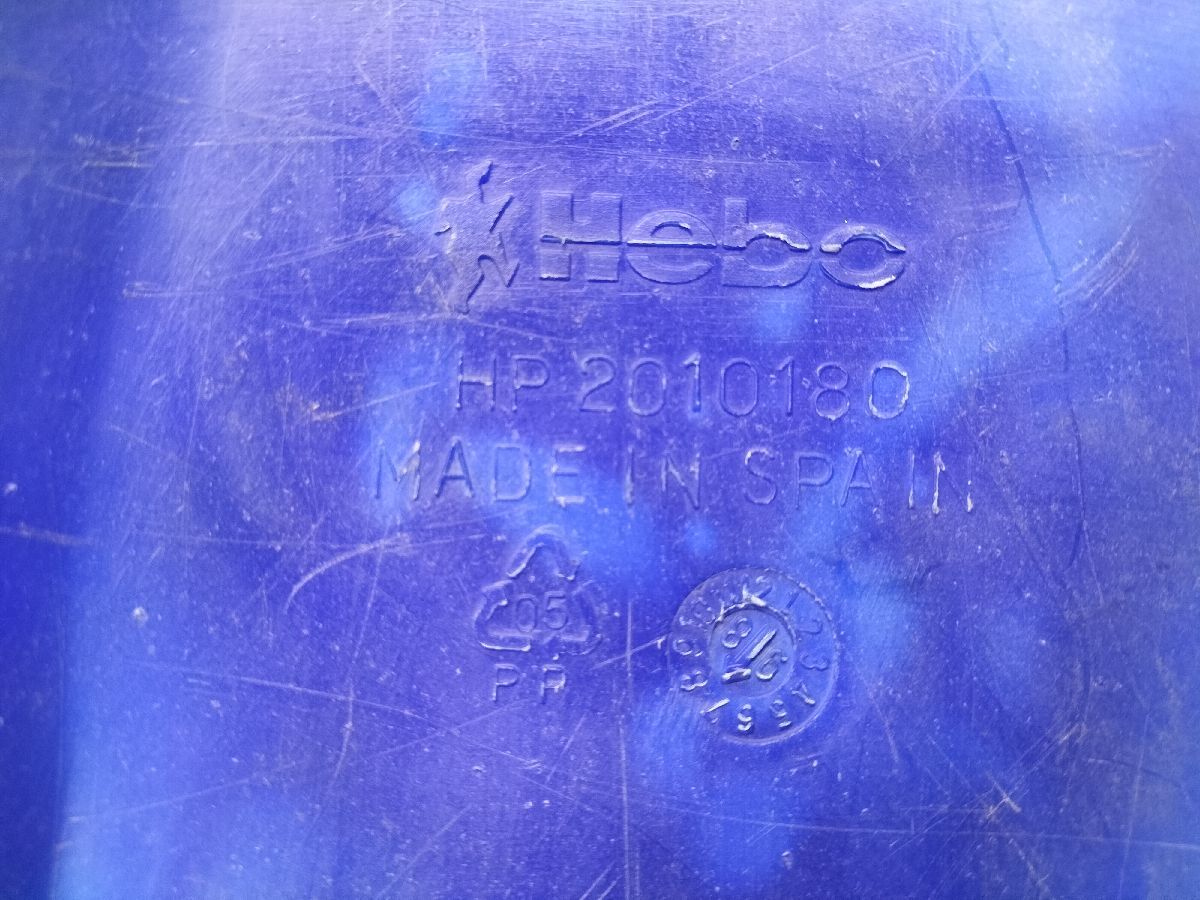 Hebo
HP 2010180
MADE IN SPAIN
05
PP